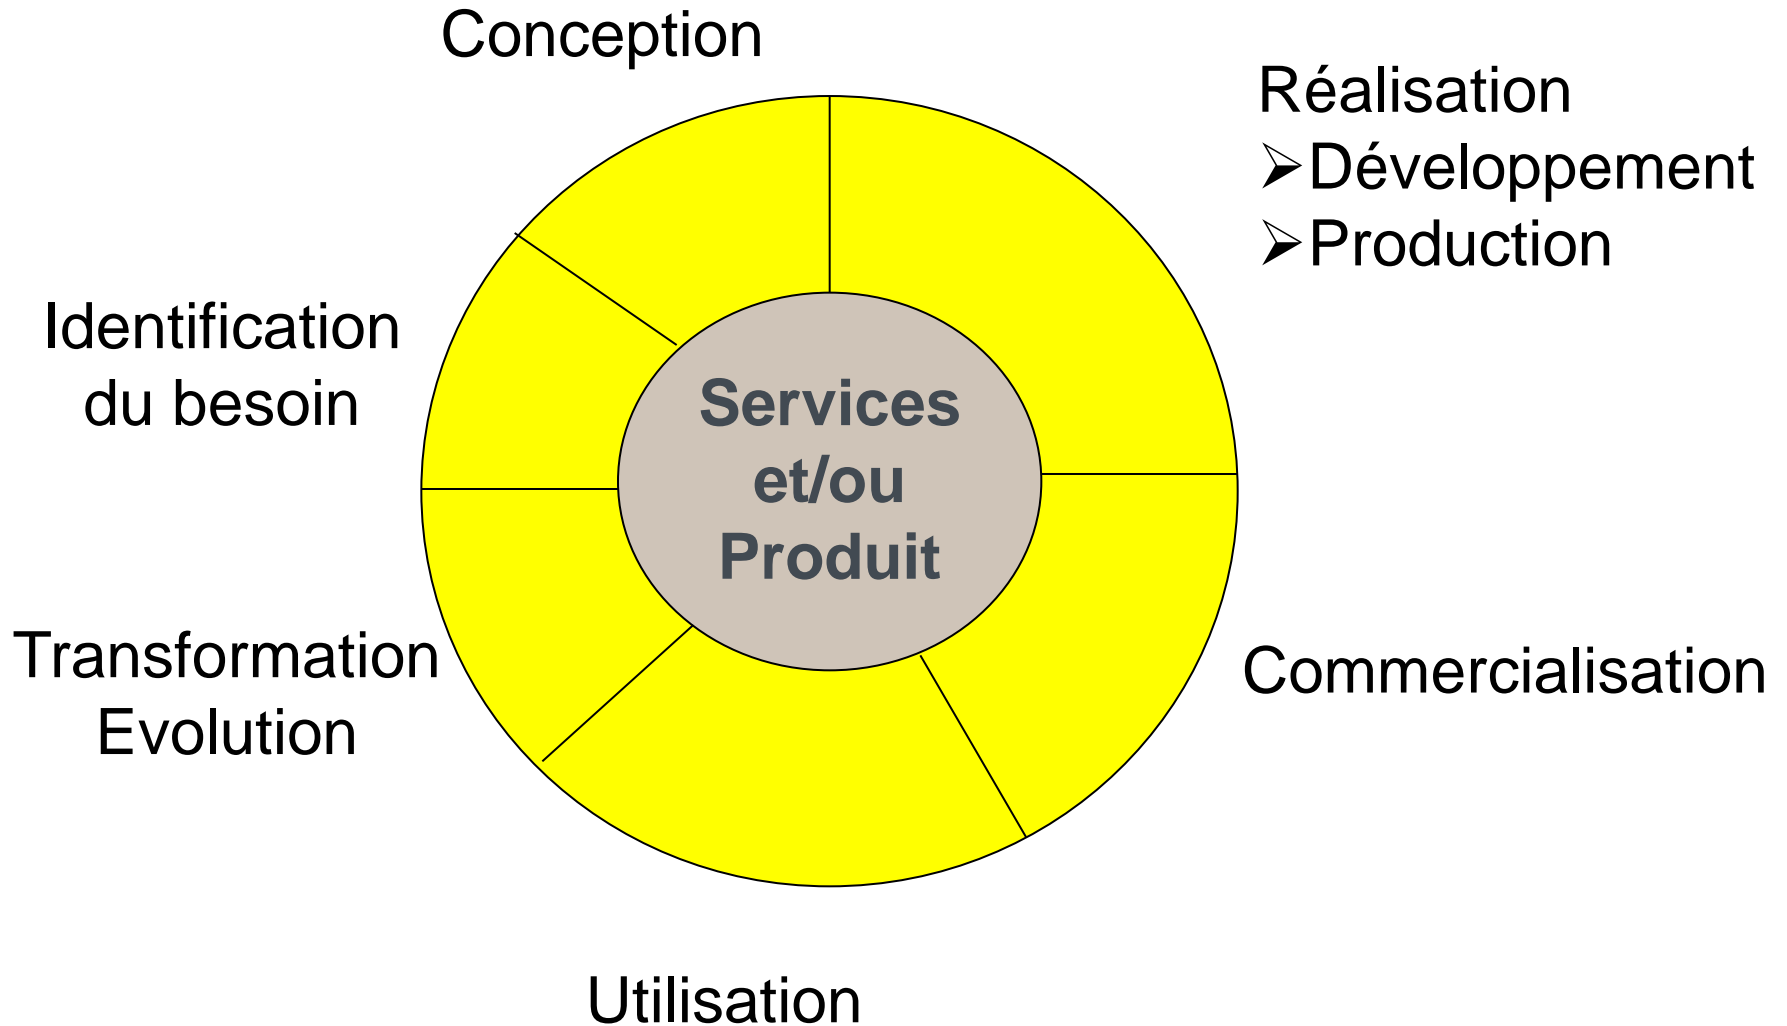 Conception
Réalisation
➢Développement
➢Production
Identification
du besoin
Services
et/ou
Produit
Transformation
Evolution
Commercialisation
Utilisation